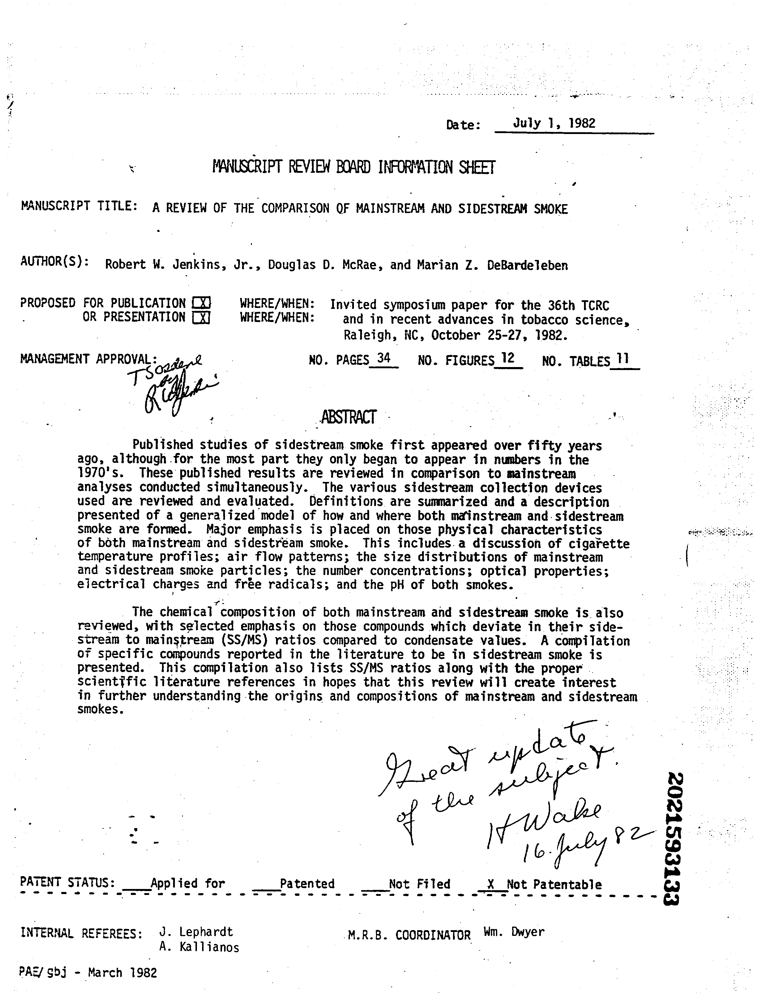 Date: July 1, 1982
MANUSCRIPT REVIEW BOARD INFORMATION SHEET
MANUSCRIPT TITLE: A REVIEW OF THE COMPARISON OF MAINSTREAM AND SIDESTREAM SMOKE
AUTHOR(S): Robert W. Jenkins, Jr., Douglas D. McRae, and Marian Z. DeBardeleben
PROPOSED FOR PUBLICATION [X] WHERE/WHEN: Invited symposium paper for the 36th TCRC
OR PRESENTATION [X] WHERE/WHEN: and in recent advances in tobacco science,
Raleigh, NC, October 25-27, 1982.
MANAGEMENT APPROVAL: NO. PAGES 34 NO. FIGURES 12 NO. TABLES 11
by
ABSTRACT
Published studies of sidestream smoke first appeared over fifty years
ago, although for the most part they only began to appear in numbers in the
1970's. These published results are reviewed in comparison to mainstream
analyses conducted simultaneously. The various sidestream collection devices
used are reviewed and evaluated. Definitions are summarized and a description
presented of a generalized model of how and where both mainstream and sidestream
smoke are formed. Major emphasis is placed on those physical characteristics
of both mainstream and sidestream smoke. This includes a discussion of cigarette
temperature profiles; air flow patterns; the size distributions of mainstream
and sidestream smoke particles; the number concentrations; optical properties;
electrical charges and free radicals; and the pH of both smokes.
The chemical composition of both mainstream and sidestream smoke is also
reviewed, with selected emphasis on those compounds which deviate in their side-
stream to mainstream (SS/MS) ratios compared to condensate values. A compilation
of specific compounds reported in the literature to be in sidestream smoke is
presented. This compilation also lists SS/MS ratios along with the proper
scientific literature references in hopes that this review will create interest
in further understanding the origins and compositions of mainstream and sidestream
smokes.
Great update
of the subject.
H Wake
16. July 82
2021593133
PATENT STATUS: ____Applied for ____Patented ____Not Filed X Not Patentable
INTERNAL REFEREES: J. Lephardt M.R.B. COORDINATOR Wm. Dwyer
A. Kallianos
PAE/gbj - March 1982